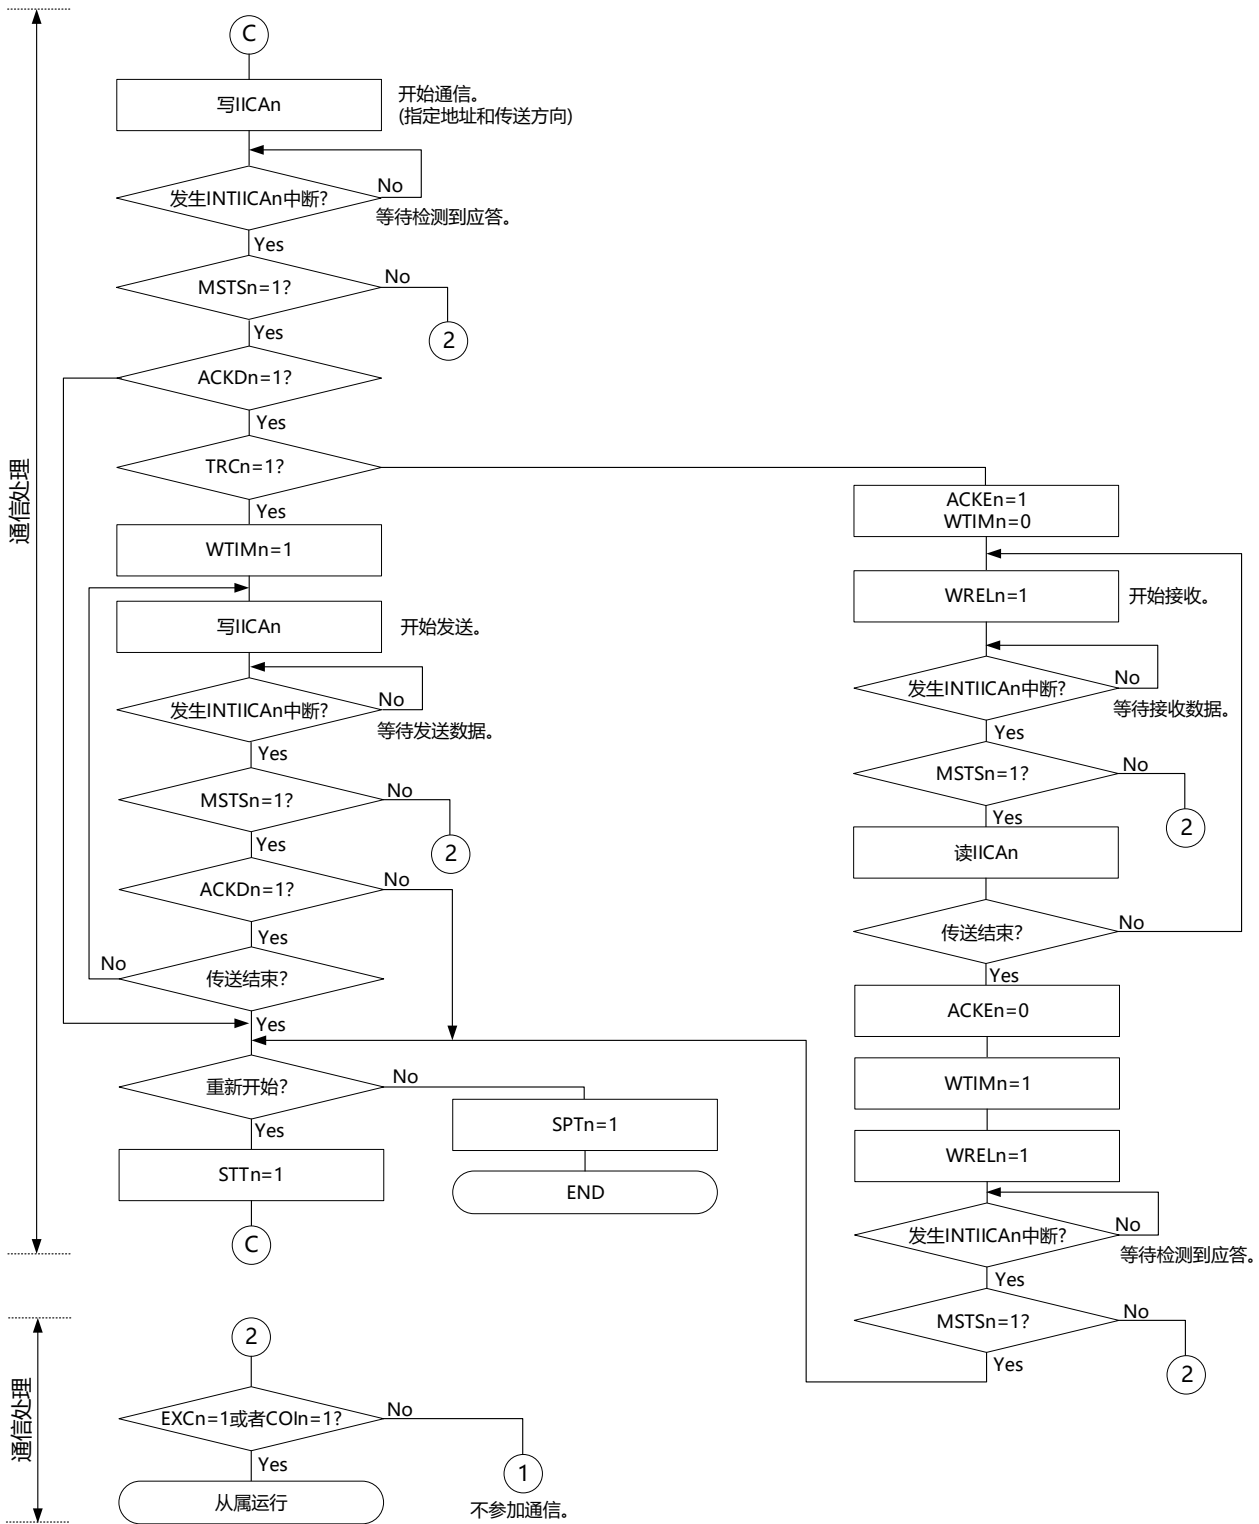 C
写IICAn
开始通信。
(指定地址和传送方向)
发生INTIICAn中断?
No
等待检测到应答。
Yes
MSTSn=1?
No
2
Yes
ACKDn=1?
Yes
TRCn=1?
Yes
WTIMn=1
写IICAn
开始发送。
发生INTIICAn中断?
No
等待发送数据。
Yes
MSTSn=1?
No
2
Yes
ACKDn=1?
No
Yes
传送结束?
No
Yes
重新开始?
No
Yes
STTn=1
C
SPTn=1
END
ACKEn=1
WTIMn=0
WRELn=1
开始接收。
发生INTIICAn中断?
No
等待接收数据。
Yes
MSTSn=1?
No
2
Yes
读IICAn
传送结束?
No
Yes
ACKEn=0
WTIMn=1
WRELn=1
发生INTIICAn中断?
No
等待检测到应答。
Yes
MSTSn=1?
No
2
Yes
通信处理
2
EXCn=1或者COIn=1?
No
1
不参加通信。
Yes
从属运行
通信处理